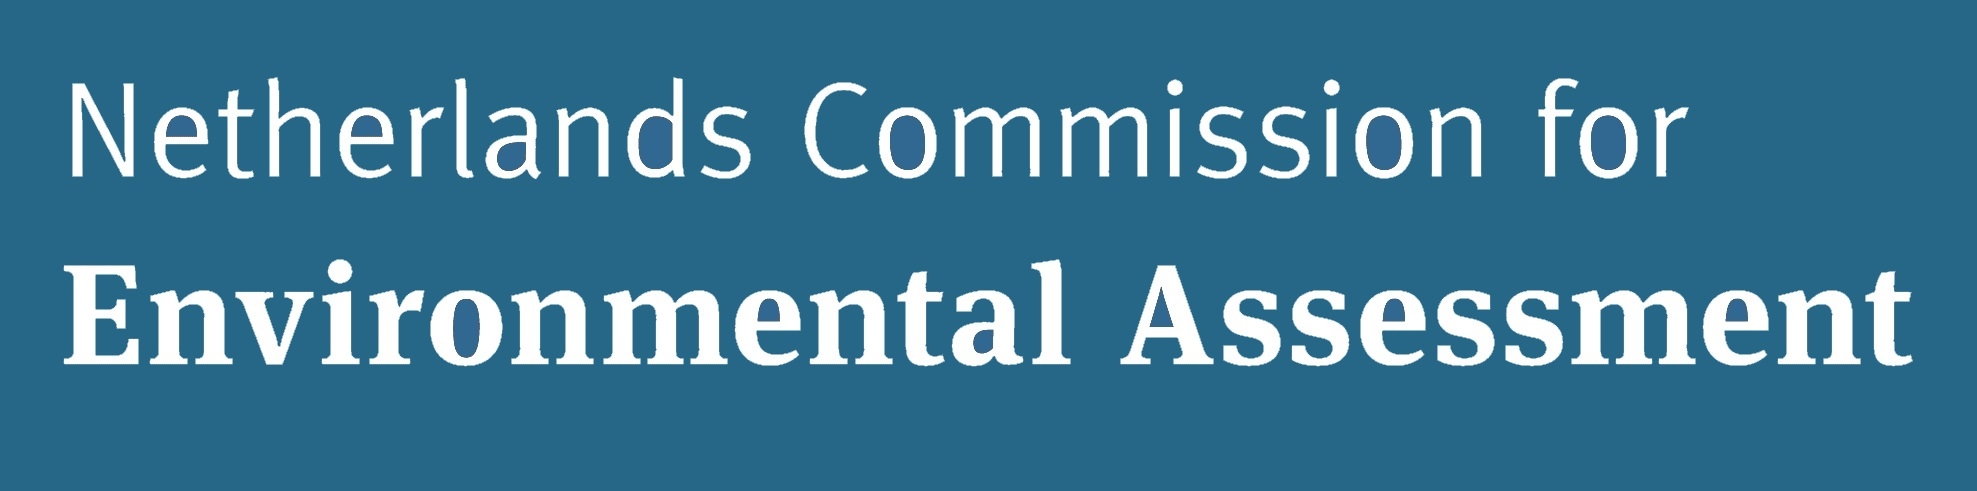 Netherlands Commission for
Environmental Assessment